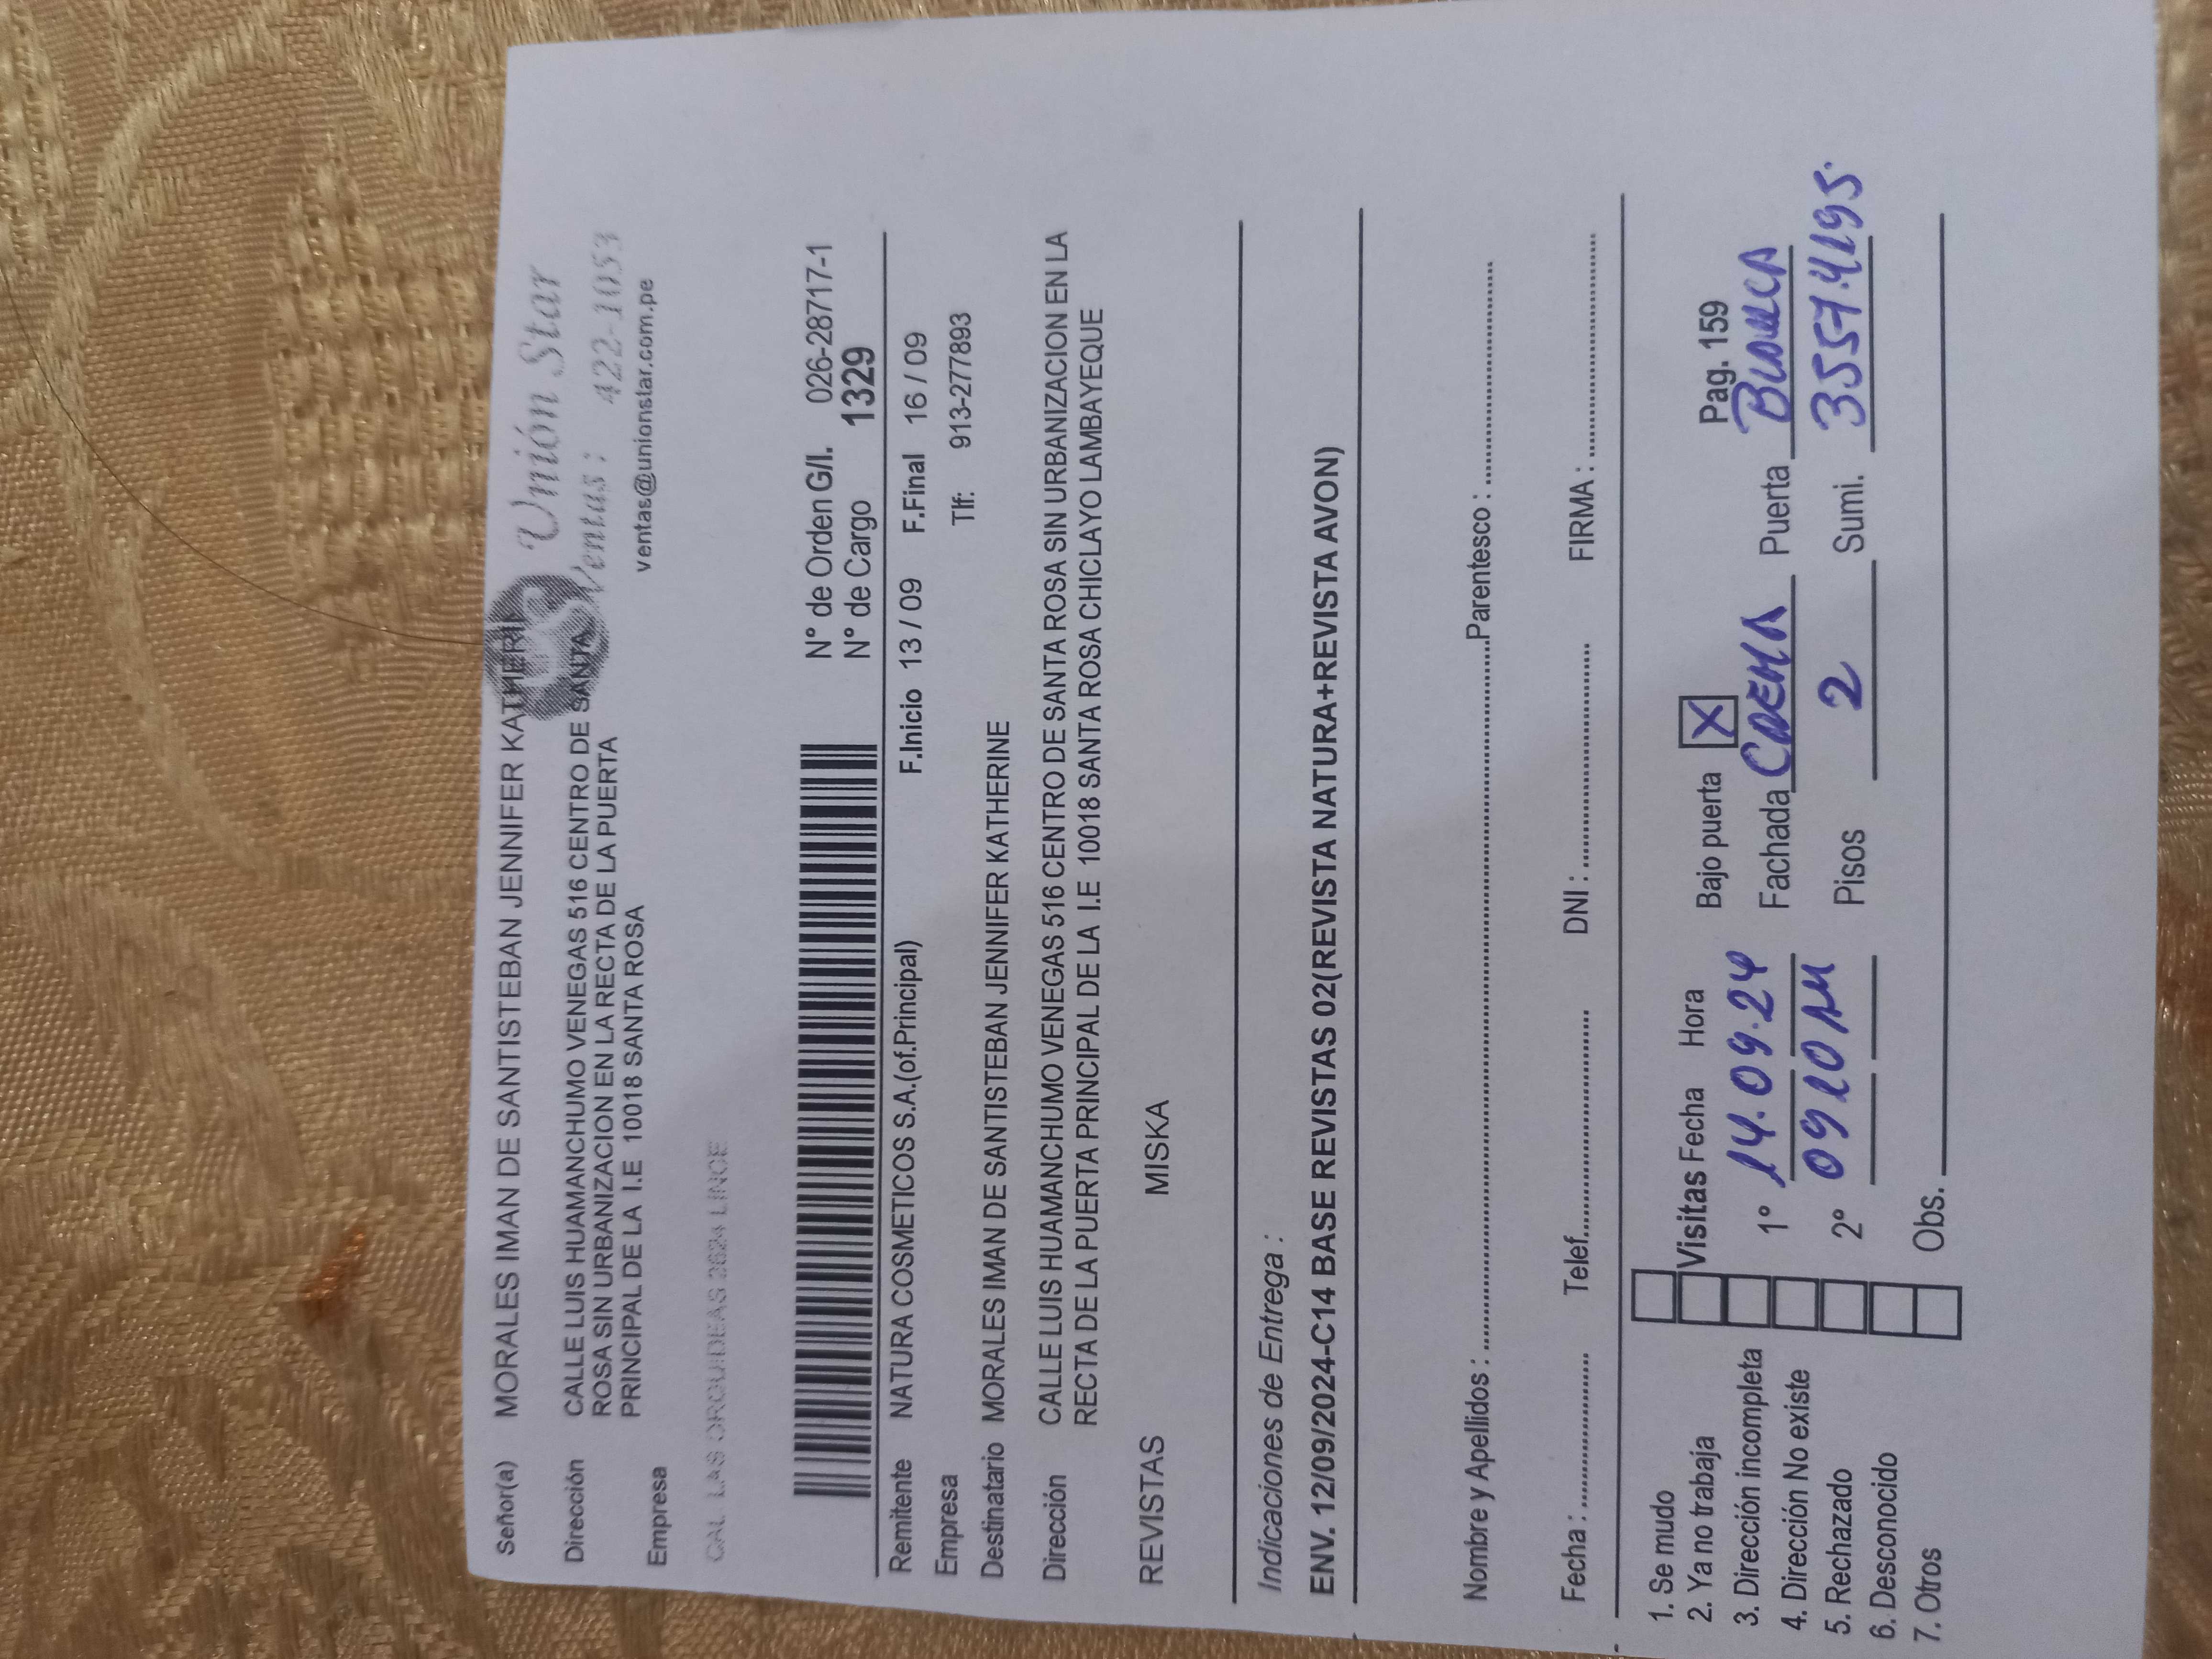 Señor(a) MORALES IMAN DE SANTISTEBAN JENNIFER KATHERI
Unión Star
Dirección CALLE LUIS HUAMANCHUMO VENEGAS 516 CENTRO DE SANTA
Ventas : 422-1053
ROSA SIN URBANIZACION EN LA RECTA DE LA PUERTA
ventas@unionstar.com.pe
PRINCIPAL DE LA I.E 10018 SANTA ROSA
Empresa
CAL. LAS ORQUIDEAS 2624 LINCE
N° de Orden G/I. 026-28717-1
N° de Cargo 1329
Remitente NATURA COSMETICOS S.A.(of.Principal) F.Inicio 13 / 09 F.Final 16 / 09
Empresa Tlf: 913-277893
Destinatario MORALES IMAN DE SANTISTEBAN JENNIFER KATHERINE
Dirección CALLE LUIS HUAMANCHUMO VENEGAS 516 CENTRO DE SANTA ROSA SIN URBANIZACION EN LA
RECTA DE LA PUERTA PRINCIPAL DE LA I.E 10018 SANTA ROSA CHICLAYO LAMBAYEQUE
REVISTAS MISKA
Indicaciones de Entrega :
ENV. 12/09/2024-C14 BASE REVISTAS 02(REVISTA NATURA+REVISTA AVON)
Nombre y Apellidos : Parentesco :
Fecha : Telef. DNI : FIRMA :
1. Se mudo Visitas Fecha Hora Bajo puerta X Pag. 159
2. Ya no trabaja 1° 14.09.24 Fachada CREMA Puerta BLANCA
3. Dirección incompleta
4. Dirección No existe 2° 0910 AM Pisos 2 Sumi.
5. Rechazado
6. Desconocido Obs.
7. Otros